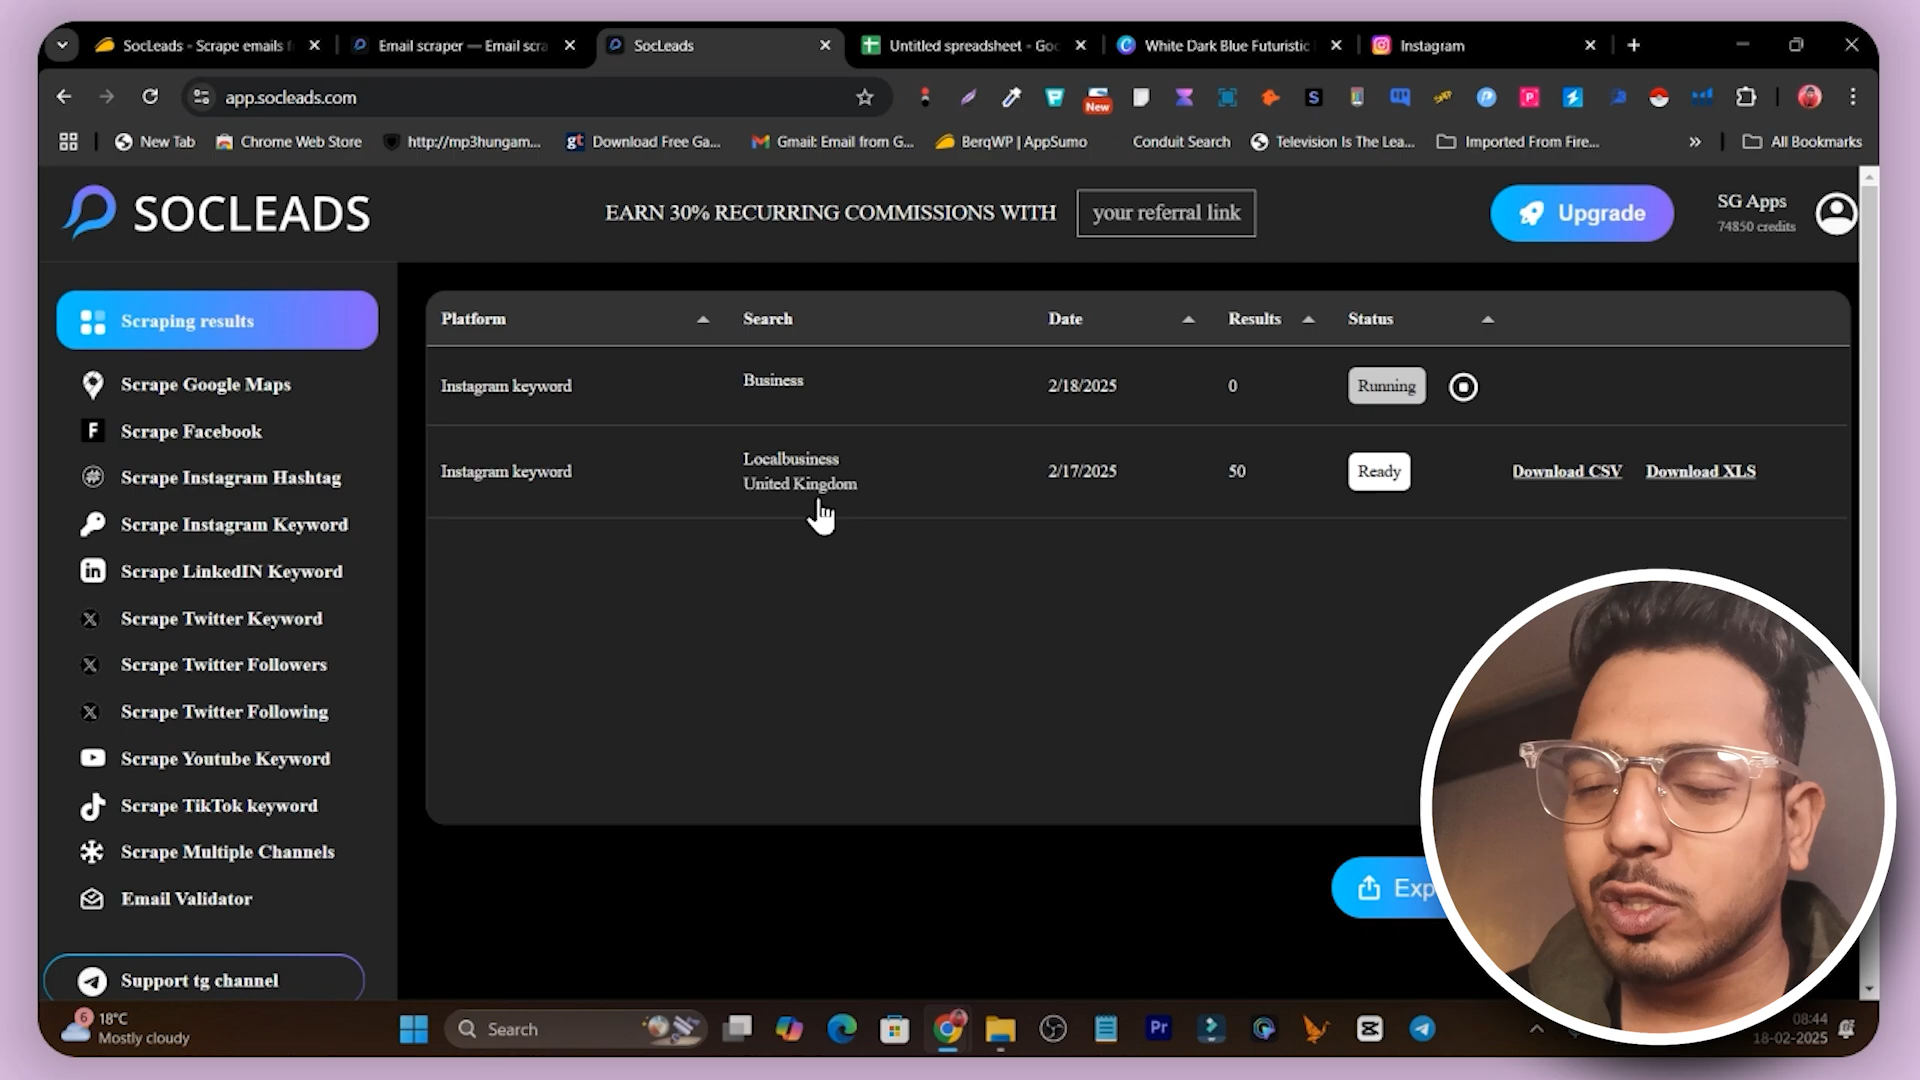 SocLeads - Scrape emails f
Email scraper — Email scra
SocLeads
Untitled spreadsheet - Goo
White Dark Blue Futuristic
Instagram
app.socleads.com
New
New Tab
Chrome Web Store
http://mp3hungam...
Download Free Ga...
Gmail: Email from G...
BerqWP | AppSumo
Conduit Search
Television Is The Lea...
Imported From Fire...
All Bookmarks
SOCLEADS
EARN 30% RECURRING COMMISSIONS WITH
your referral link
Upgrade
SG Apps
74850 credits
Scraping results
Scrape Google Maps
Scrape Facebook
Scrape Instagram Hashtag
Scrape Instagram Keyword
Scrape LinkedIN Keyword
Scrape Twitter Keyword
Scrape Twitter Followers
Scrape Twitter Following
Scrape Youtube Keyword
Scrape TikTok keyword
Scrape Multiple Channels
Email Validator
Support tg channel
Platform Search Date Results Status
Instagram keyword Business 2/18/2025 0 Running
Instagram keyword Localbusiness United Kingdom 2/17/2025 50 Ready Download CSV Download XLS
Exp
6
18°C
Mostly cloudy
Search
Pr
08:44
18-02-2025